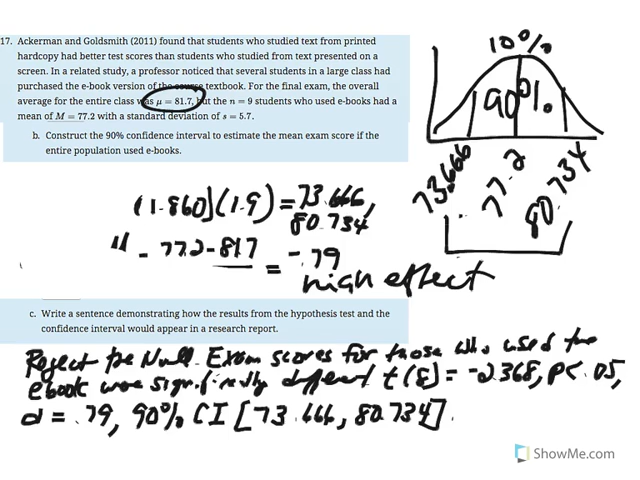 17. Ackerman and Goldsmith (2011) found that students who studied text from printed
hardcopy had better test scores than students who studied from text presented on a
screen. In a related study, a professor noticed that several students in a large class had
purchased the e-book version of the course textbook. For the final exam, the overall
average for the entire class was μ = 81.7, but the n = 9 students who used e-books had a
mean of M = 77.2 with a standard deviation of s = 5.7.
b. Construct the 90% confidence interval to estimate the mean exam score if the
entire population used e-books.
10%
90%
73.666
77.2
80.734
(1.860)(1.9) = 73.666,
80.734
77.2-81.7 = -.79
high effect
c. Write a sentence demonstrating how the results from the hypothesis test and the
confidence interval would appear in a research report.
Reject the Null. Exam scores for those who used the
ebook were significantly different t(8) = -2.368, p<.05,
d = .79, 90% CI [73.666, 80.734].
ShowMe.com